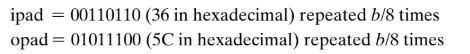 ipad = 00110110 (36 in hexadecimal) repeated b/8 times
opad = 01011100 (5C in hexadecimal) repeated b/8 times